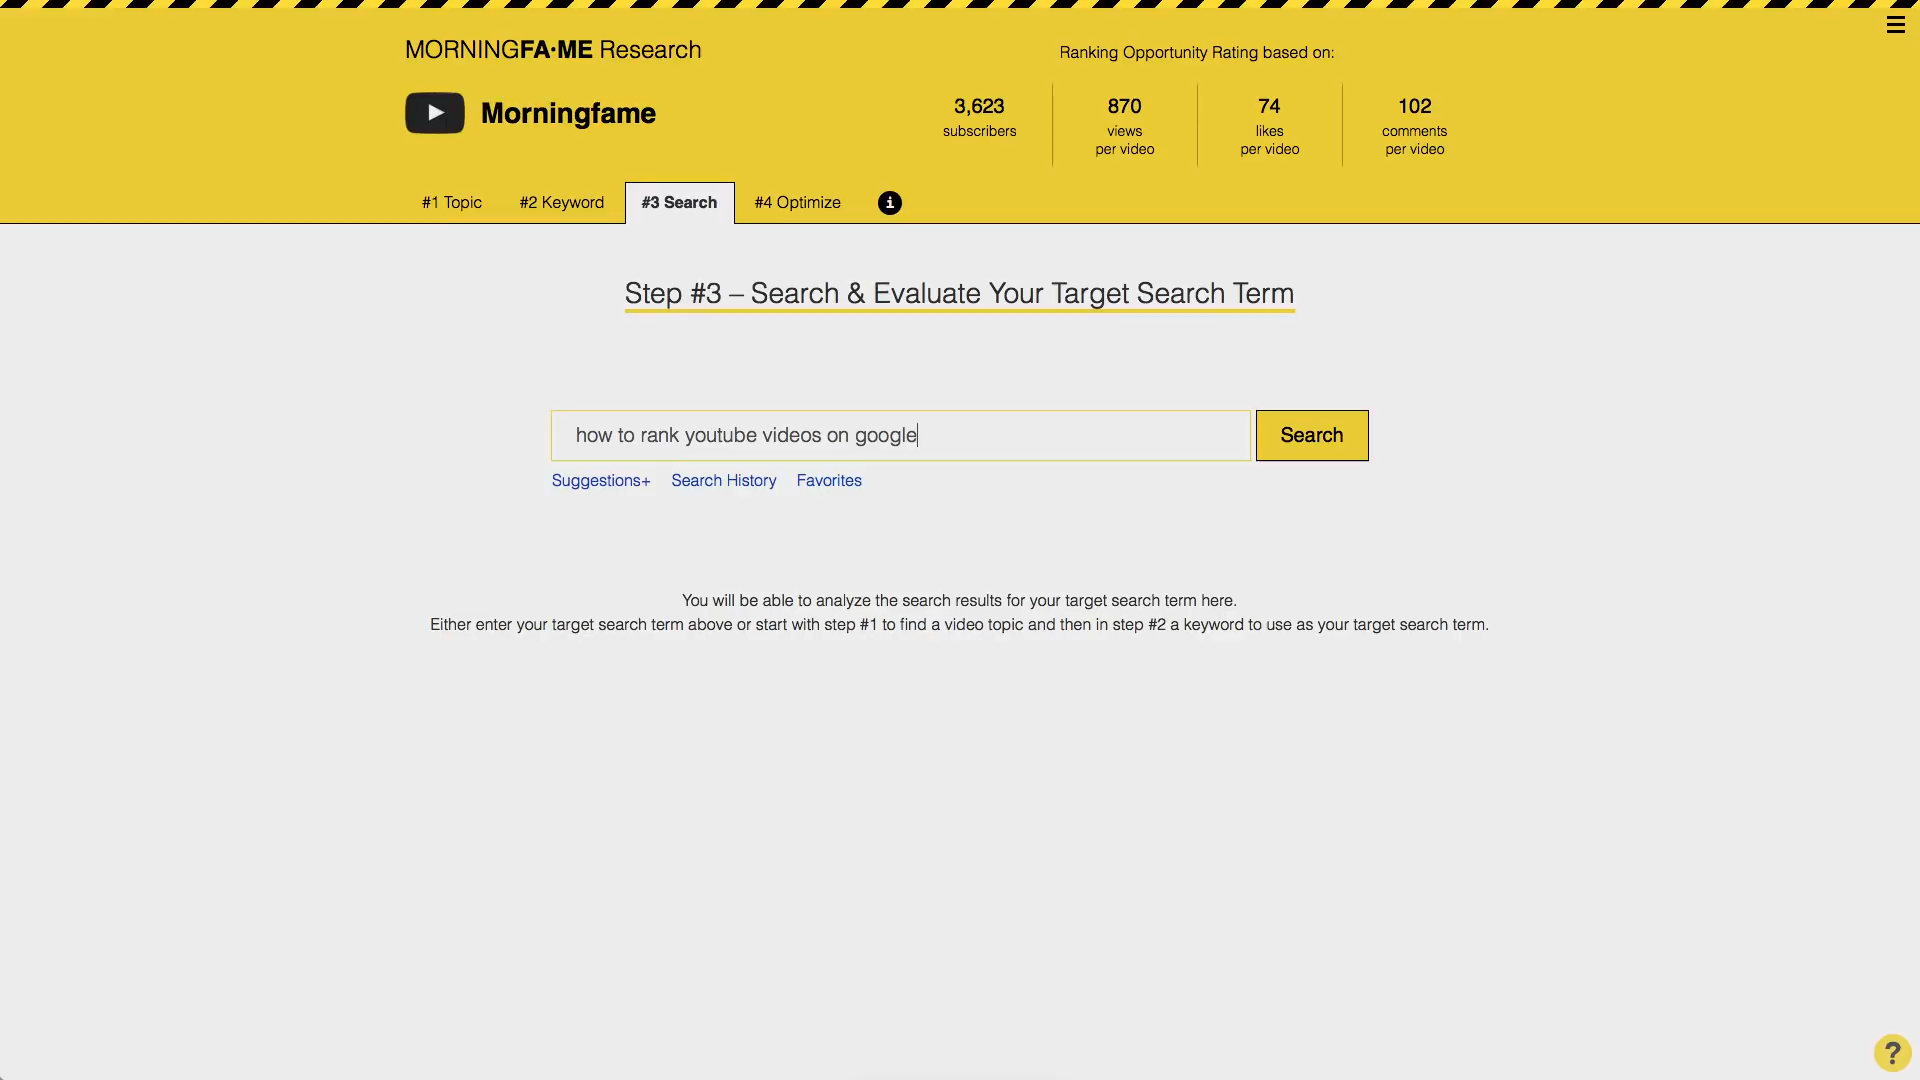 MORNINGFA•ME Research
Ranking Opportunity Rating based on:
Morningfame
3,623
subscribers
870
views
per video
74
likes
per video
102
comments
per video
#1 Topic
#2 Keyword
#3 Search
#4 Optimize
i
Step #3 – Search & Evaluate Your Target Search Term
how to rank youtube videos on google
Search
Suggestions+
Search History
Favorites
You will be able to analyze the search results for your target search term here.
Either enter your target search term above or start with step #1 to find a video topic and then in step #2 a keyword to use as your target search term.
?